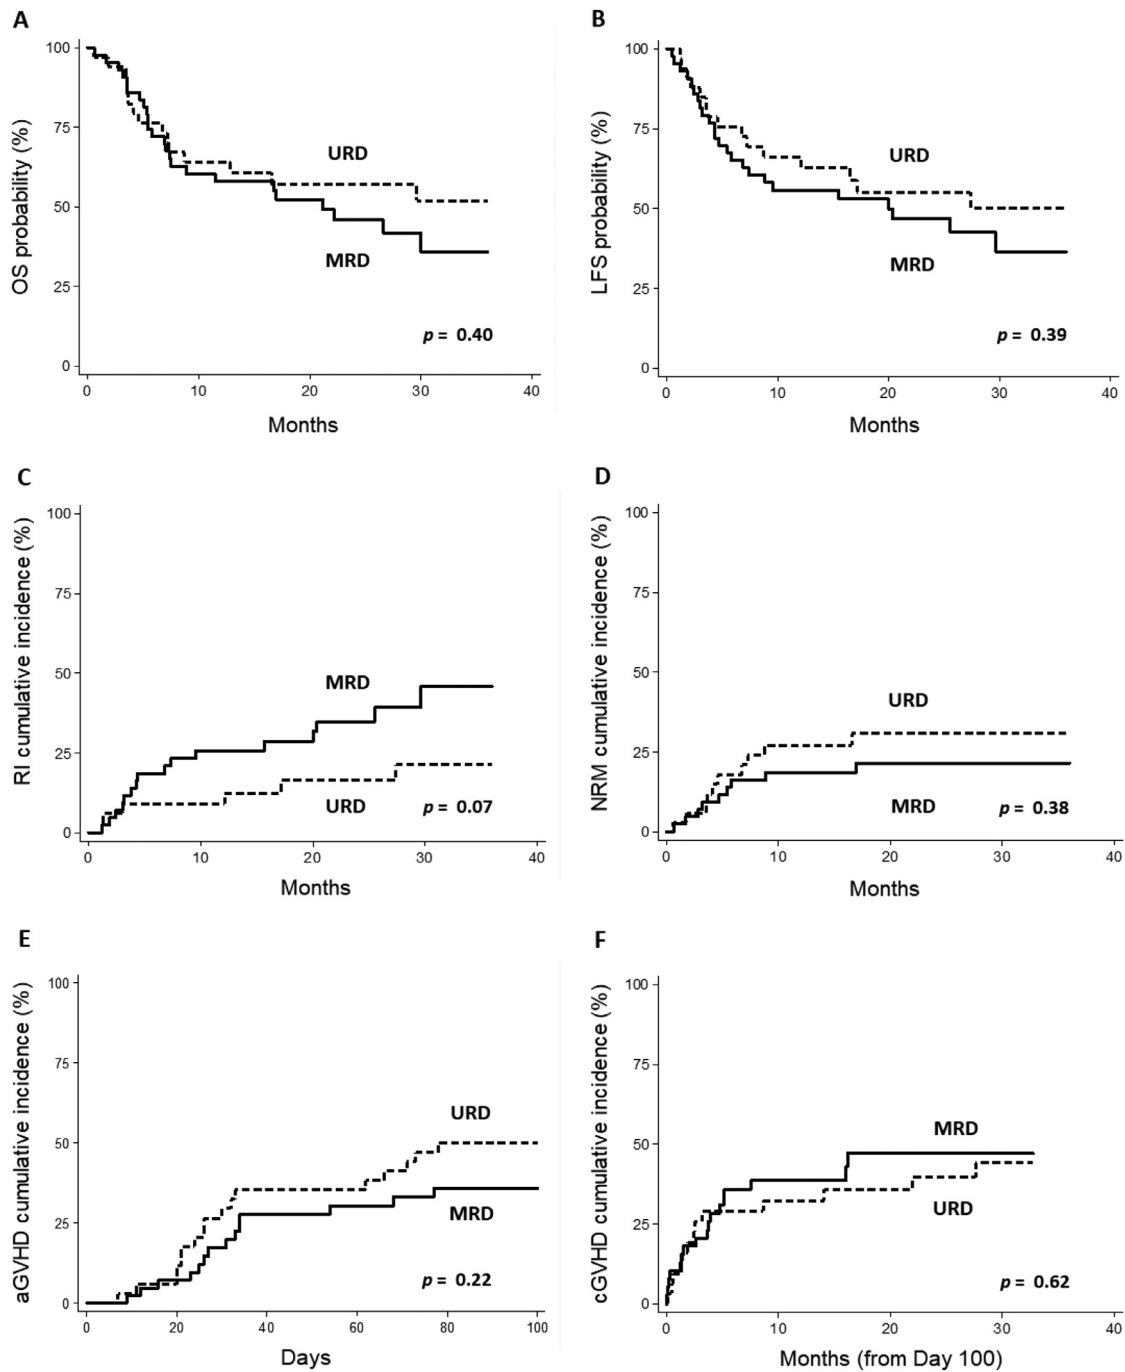 A
OS probability (%)
100
75
50
25
0
URD
MRD
p = 0.40
0 10 20 30 40
Months
B
LFS probability (%)
100
75
50
25
0
URD
MRD
p = 0.39
0 10 20 30 40
Months
C
RI cumulative incidence (%)
100
75
50
25
0
MRD
URD
p = 0.07
0 10 20 30 40
Months
D
NRM cumulative incidence (%)
100
75
50
25
0
URD
MRD
p = 0.38
0 10 20 30 40
Months
E
aGVHD cumulative incidence (%)
100
75
50
25
0
URD
MRD
p = 0.22
0 20 40 60 80 100
Days
F
cGVHD cumulative incidence (%)
100
75
50
25
0
MRD
URD
p = 0.62
0 10 20 30 40
Months (from Day 100)